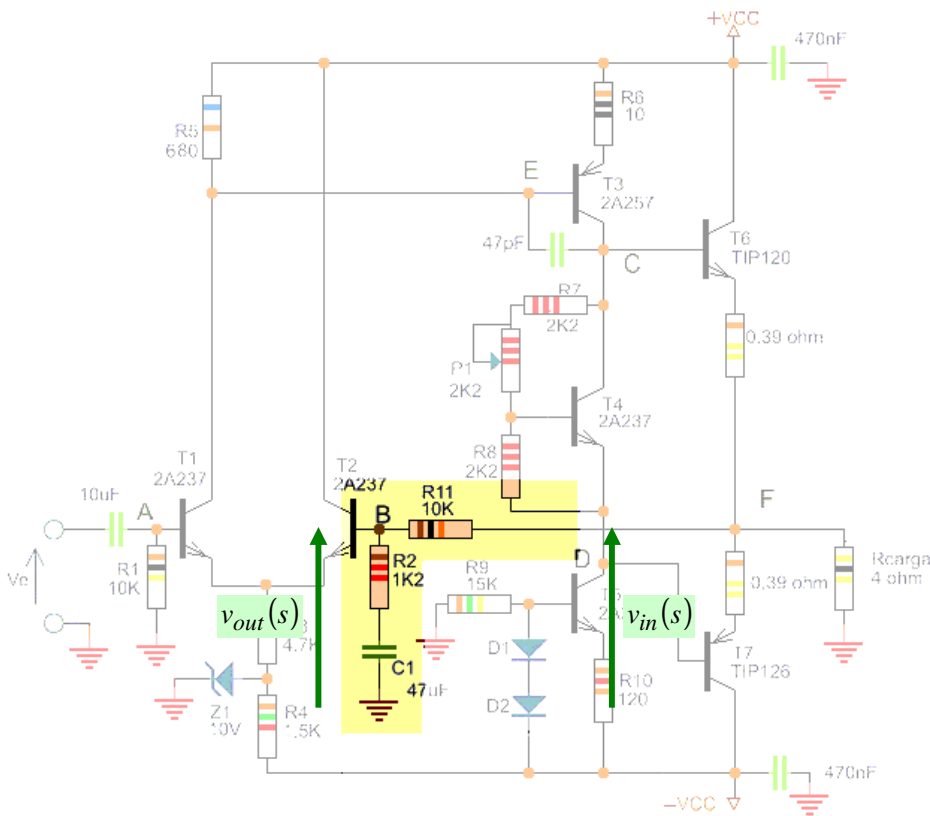 +VCC
470nF
R6
10
R5
680
E
T3
2A257
47pF
C
T6
TIP120
R7
2K2
0.39 ohm
P1
2K2
T4
2A237
R8
2K2
T1
2A237
T2
2A237
10uF
A
B
R11
10K
F
Ve
R1
10K
R2
1K2
D
R9
15K
0.39 ohm
Rcarga
4 ohm
vout(s)
vin(s)
4.7K
D1
C1
47uF
T7
TIP126
Z1
10V
R4
1.5K
D2
R10
120
470nF
−VCC